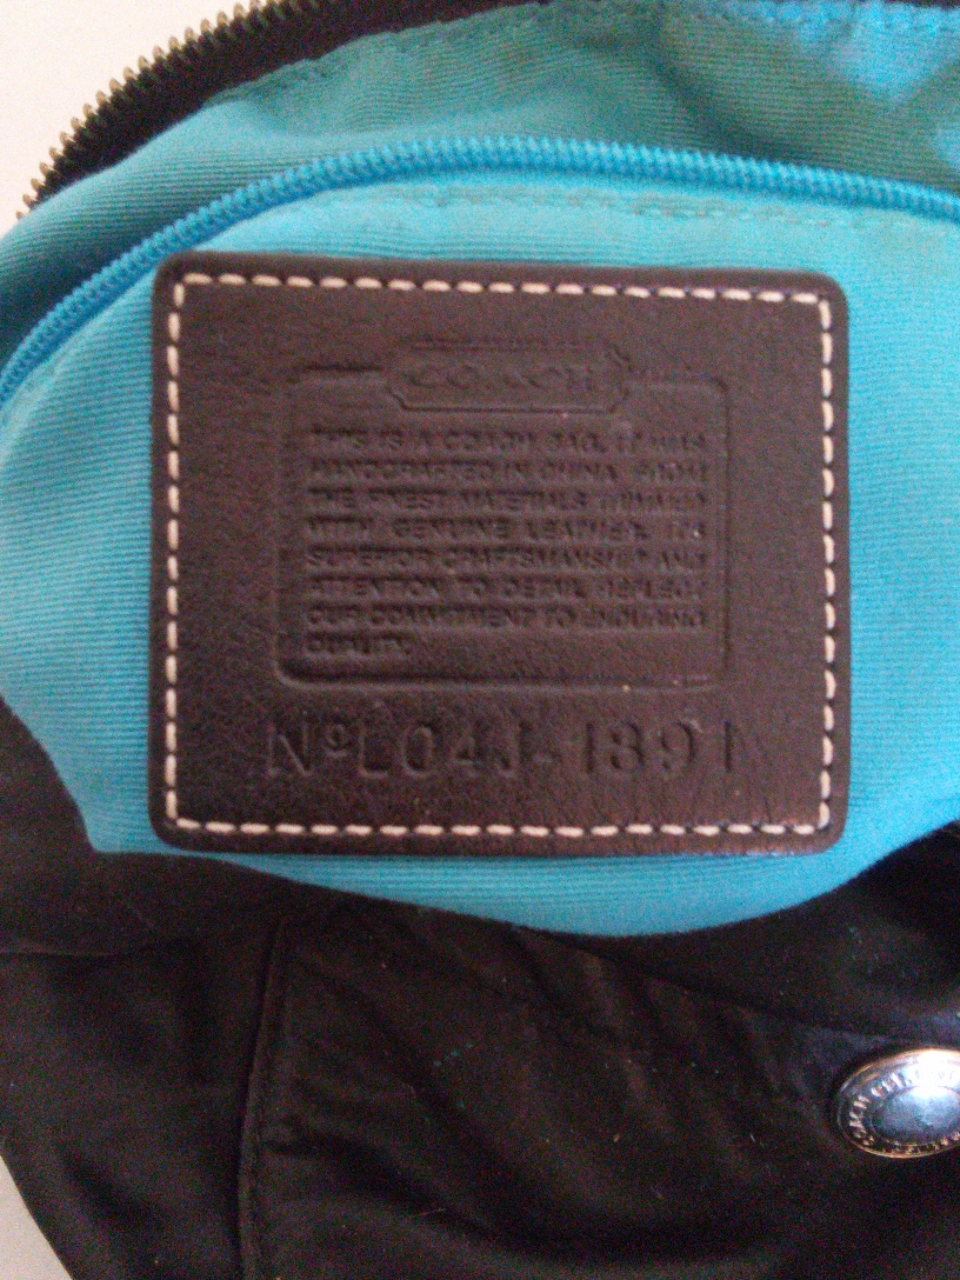 COACH
THIS IS A COACH BAG. IT WAS
HANDCRAFTED IN CHINA FROM
THE FINEST MATERIALS TRIMMED
WITH GENUINE LEATHER. ITS
SUPERIOR CRAFTSMANSHIP AND
ATTENTION TO DETAIL REFLECT
OUR COMMITMENT TO ENDURING
QUALITY.
NºL04J-1891
COACH